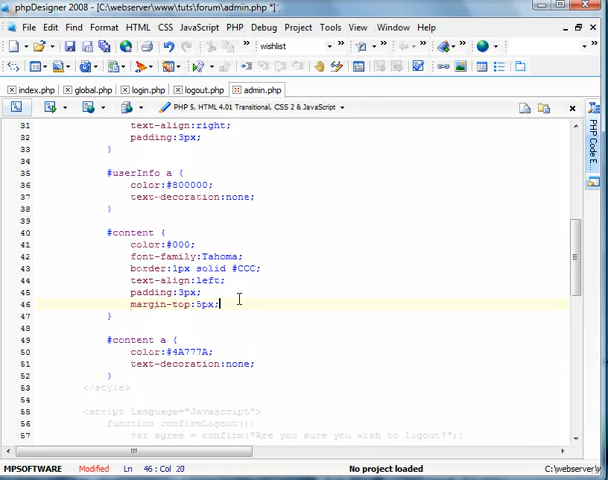 phpDesigner 2008 - [C:\webserver\www\tuts\forum\admin.php *]
File Edit Find Format HTML CSS JavaScript PHP Debug Project Tools Window Help
wishlist
index.php global.php login.php logout.php admin.php
PHP 5, HTML 4.01 Transitional, CSS 2 & JavaScript
31 text-align:right;
32 padding:3px;
33 }
34
35 #userInfo a {
36 color:#800000;
37 text-decoration:none;
38 }
39
40 #content {
41 color:#000;
42 font-family:Tahoma;
43 border:1px solid #CCC;
44 text-align:left;
45 padding:3px;
46 margin-top:5px;
47 }
48
49 #content a {
50 color:#4A777A;
51 text-decoration:none;
52 }
53 </style>
54
55 <script language="Javascript">
56 function confirmLogout(){
57 var agree = confirm("Are you sure you wish to logout?");
PHP Code E
MPSOFTWARE Modified Ln 46 : Col 20 No project loaded C:\webserver\w